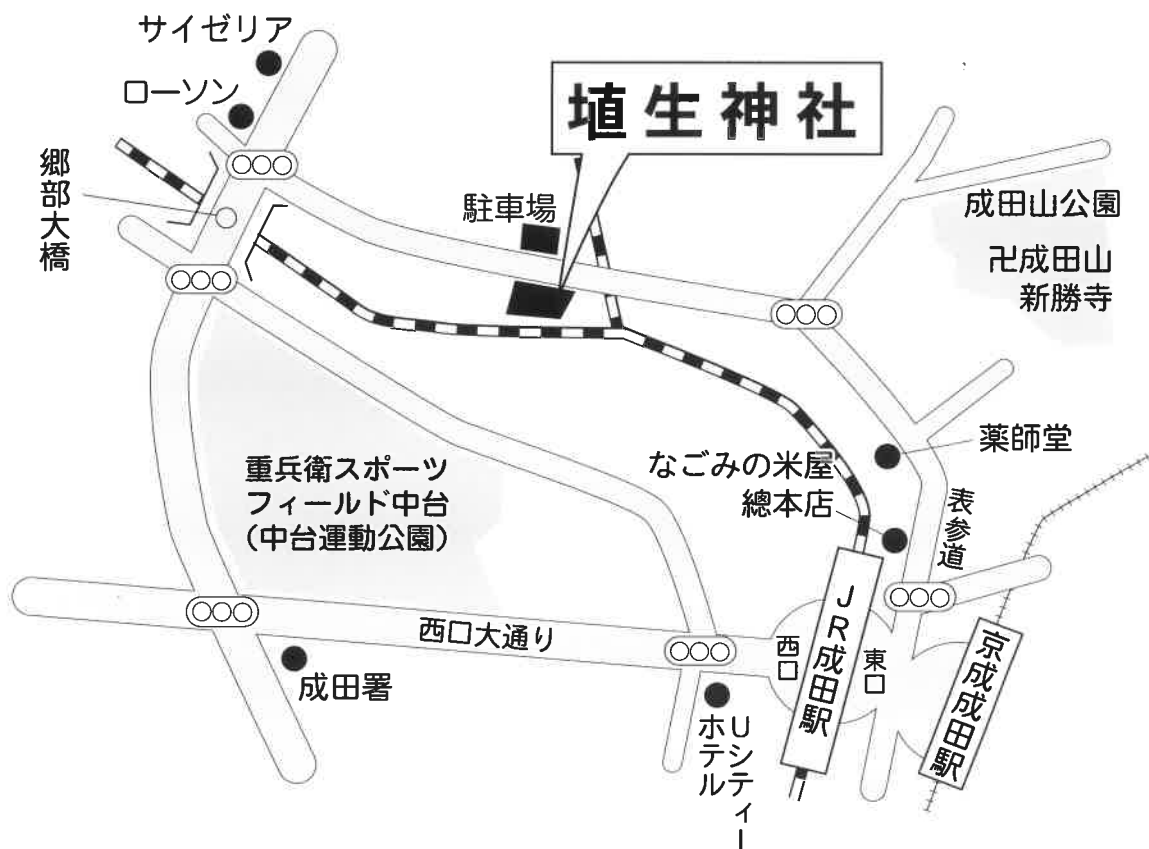 サイゼリア
ローソン
郷部大橋
埴生神社
駐車場
成田山公園
卍成田山
新勝寺
薬師堂
なごみの米屋
總本店
表参道
重兵衛スポーツ
フィールド中台
(中台運動公園)
西口大通り
成田署
Uシティー
ホテル
西口
JR成田駅
東口
京成成田駅